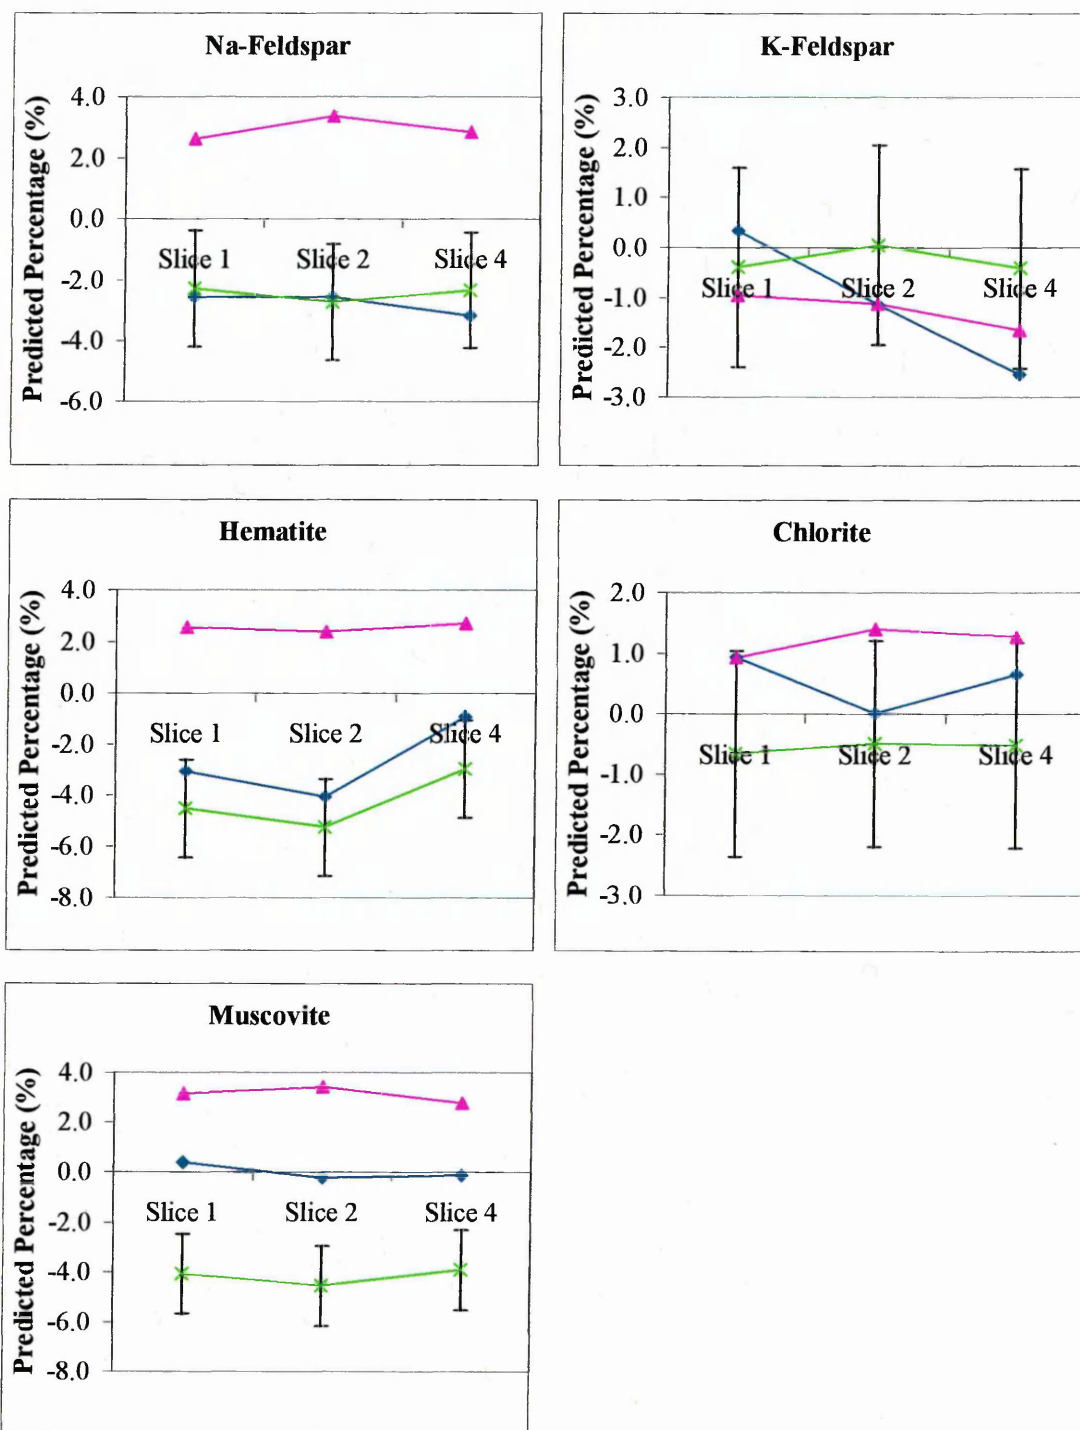 Na-Feldspar
Predicted Percentage (%)
4.0
2.0
0.0
-2.0
-4.0
-6.0
Slice 1
Slice 2
Slice 4
K-Feldspar
Predicted Percentage (%)
3.0
2.0
1.0
0.0
-1.0
-2.0
-3.0
Slice 1
Slice 2
Slice 4
Hematite
Predicted Percentage (%)
4.0
2.0
0.0
-2.0
-4.0
-6.0
-8.0
Slice 1
Slice 2
Slice 4
Chlorite
Predicted Percentage (%)
2.0
1.0
0.0
-1.0
-2.0
-3.0
Slice 1
Slice 2
Slice 4
Muscovite
Predicted Percentage (%)
4.0
2.0
0.0
-2.0
-4.0
-6.0
-8.0
Slice 1
Slice 2
Slice 4